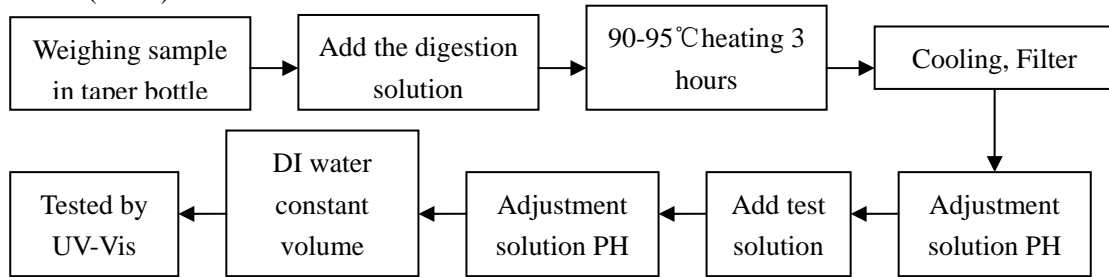 Weighing sample
in taper bottle
Add the digestion
solution
90-95℃heating 3
hours
Cooling, Filter
Adjustment
solution PH
Add test
solution
Adjustment
solution PH
DI water
constant
volume
Tested by
UV-Vis